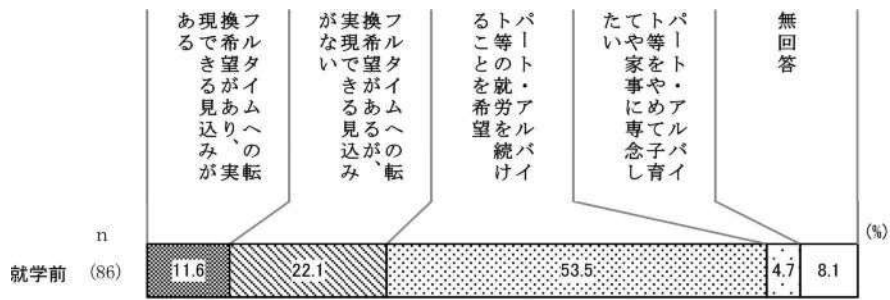 フルタイムへの転
換希望があり、実
現できる見込みが
ある
フルタイムへの転
換希望があるが、
実現できる見込み
がない
パート・アルバイ
ト等の就労を続け
ることを希望
パート・アルバイ
ト等をやめて子育
てや家事に専念し
たい
無回答
n
(%)
就学前 (86) 11.6 22.1 53.5 4.7 8.1